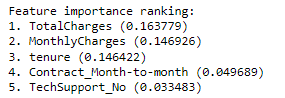 Feature importance ranking:
1. TotalCharges (0.163779)
2. MonthlyCharges (0.146926)
3. tenure (0.146422)
4. Contract_Month-to-month (0.049689)
5. TechSupport_No (0.033483)